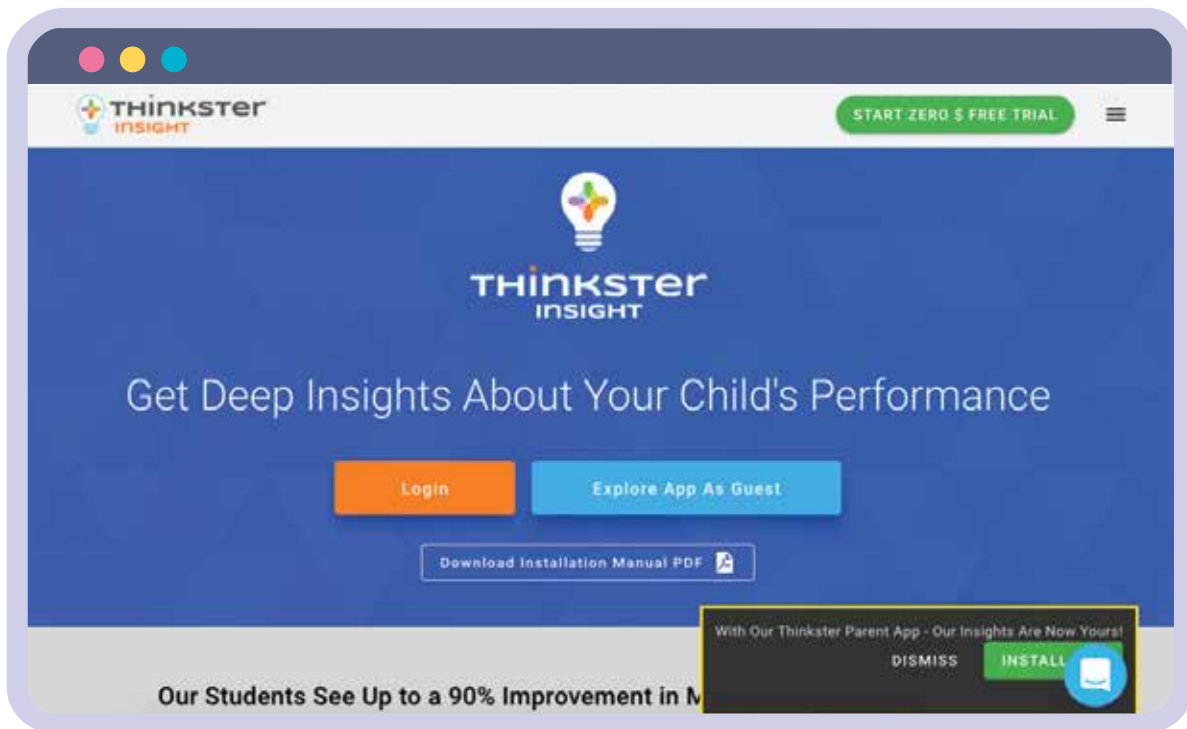 THINKSTER
INSIGHT
START ZERO $ FREE TRIAL
THINKSTER
INSIGHT
Get Deep Insights About Your Child's Performance
Login
Explore App As Guest
Download Installation Manual PDF
With Our Thinkster Parent App - Our Insights Are Now Yours!
DISMISS
INSTALL
Our Students See Up to a 90% Improvement in